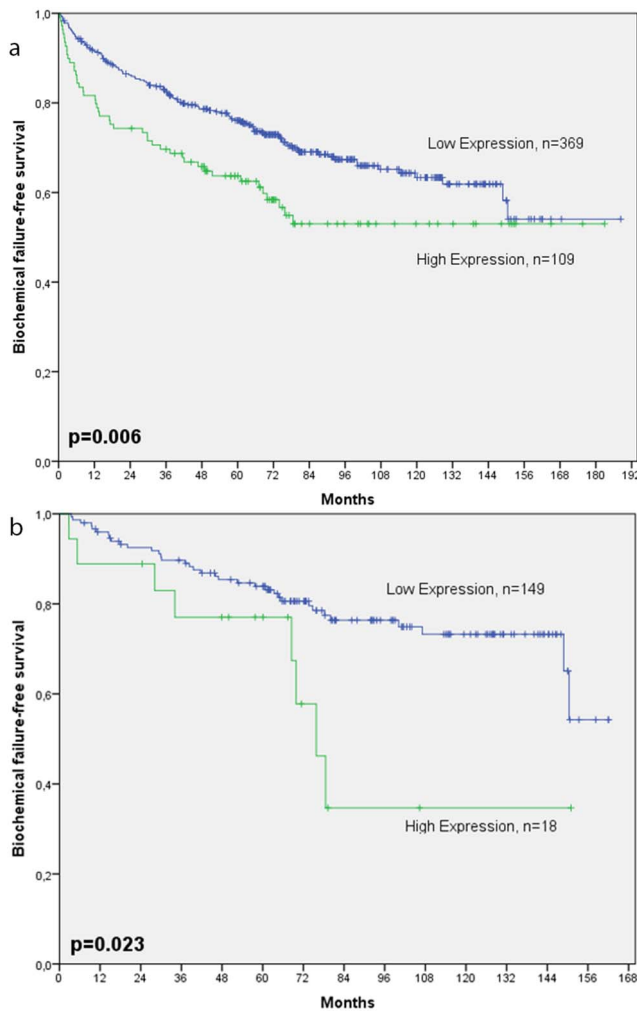 a
1,0
0,8
0,6
0,4
0,2
0,0
Biochemical failure-free survival
Low Expression, n=369
High Expression, n=109
p=0.006
0 12 24 36 48 60 72 84 96 108 120 132 144 156 168 180 192
Months
b
1,0
0,8
0,6
0,4
0,2
0,0
Biochemical failure-free survival
Low Expression, n=149
High Expression, n=18
p=0.023
0 12 24 36 48 60 72 84 96 108 120 132 144 156 168
Months